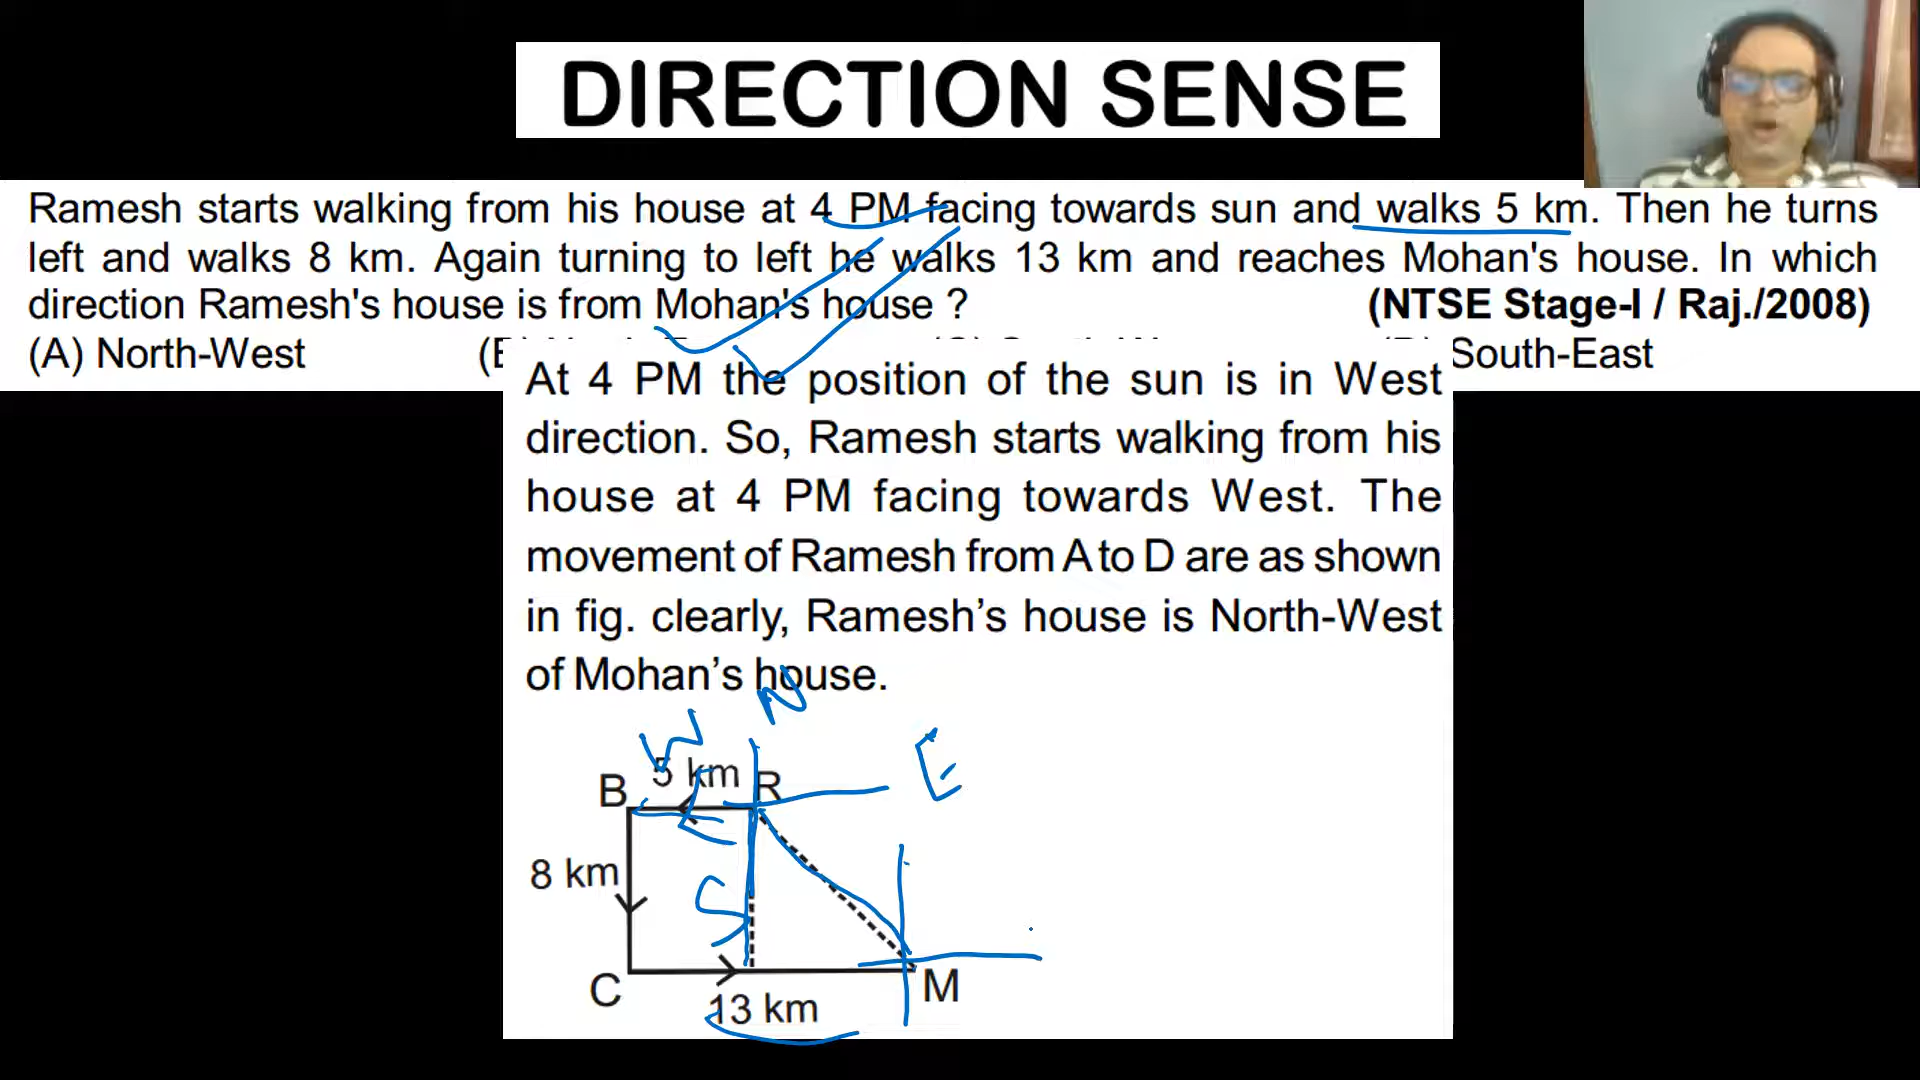 DIRECTION SENSE
Ramesh starts walking from his house at 4 PM facing towards sun and walks 5 km. Then he turns
left and walks 8 km. Again turning to left he walks 13 km and reaches Mohan's house. In which
direction Ramesh's house is from Mohan's house ?
(NTSE Stage-I / Raj./2008)
(A) North-West
South-East
At 4 PM the position of the sun is in West
direction. So, Ramesh starts walking from his
house at 4 PM facing towards West. The
movement of Ramesh from A to D are as shown
in fig. clearly, Ramesh’s house is North-West
of Mohan’s house.
N
W
E
5 km
B
R
8 km
S
C
M
13 km